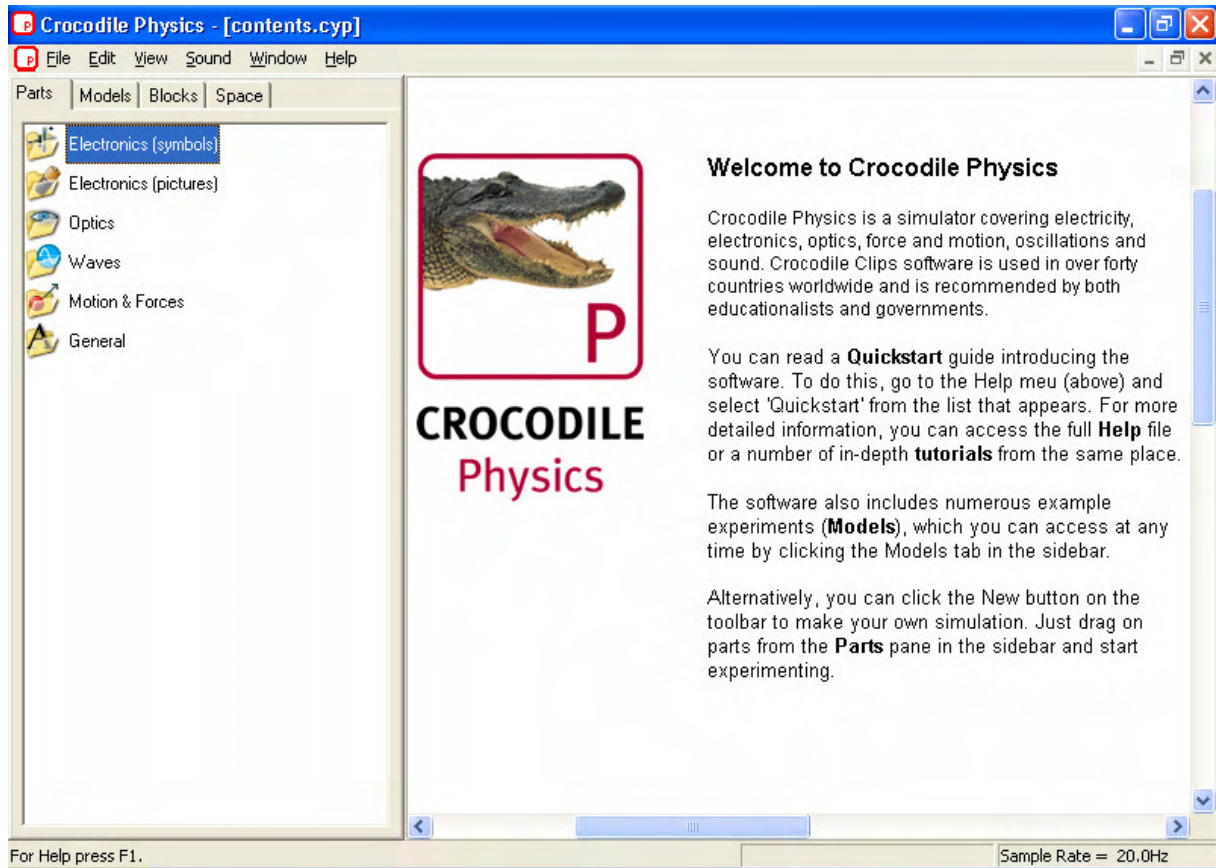 Crocodile Physics - [contents.cyp]
File Edit View Sound Window Help
Parts Models Blocks Space
Electronics (symbols)
Electronics (pictures)
Optics
Waves
Motion & Forces
General
P
CROCODILE
Physics
Welcome to Crocodile Physics
Crocodile Physics is a simulator covering electricity,
electronics, optics, force and motion, oscillations and
sound. Crocodile Clips software is used in over forty
countries worldwide and is recommended by both
educationalists and governments.
You can read a Quickstart guide introducing the
software. To do this, go to the Help meu (above) and
select 'Quickstart' from the list that appears. For more
detailed information, you can access the full Help file
or a number of in-depth tutorials from the same place.
The software also includes numerous example
experiments (Models), which you can access at any
time by clicking the Models tab in the sidebar.
Alternatively, you can click the New button on the
toolbar to make your own simulation. Just drag on
parts from the Parts pane in the sidebar and start
experimenting.
For Help press F1.
Sample Rate = 20.0Hz